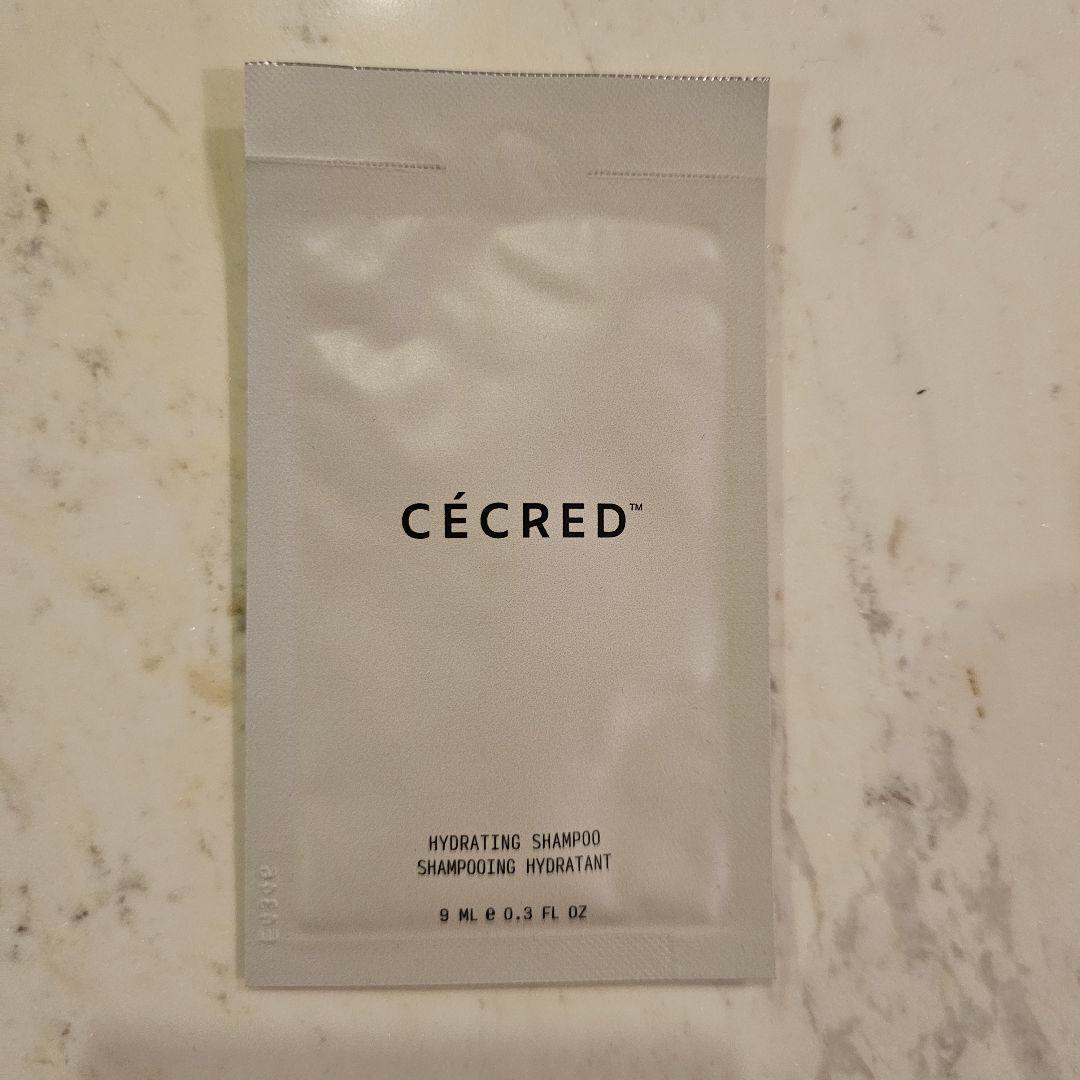 CÉCRED™
HYDRATING SHAMPOO
SHAMPOOING HYDRATANT
9 ML ℮ 0.3 FL OZ